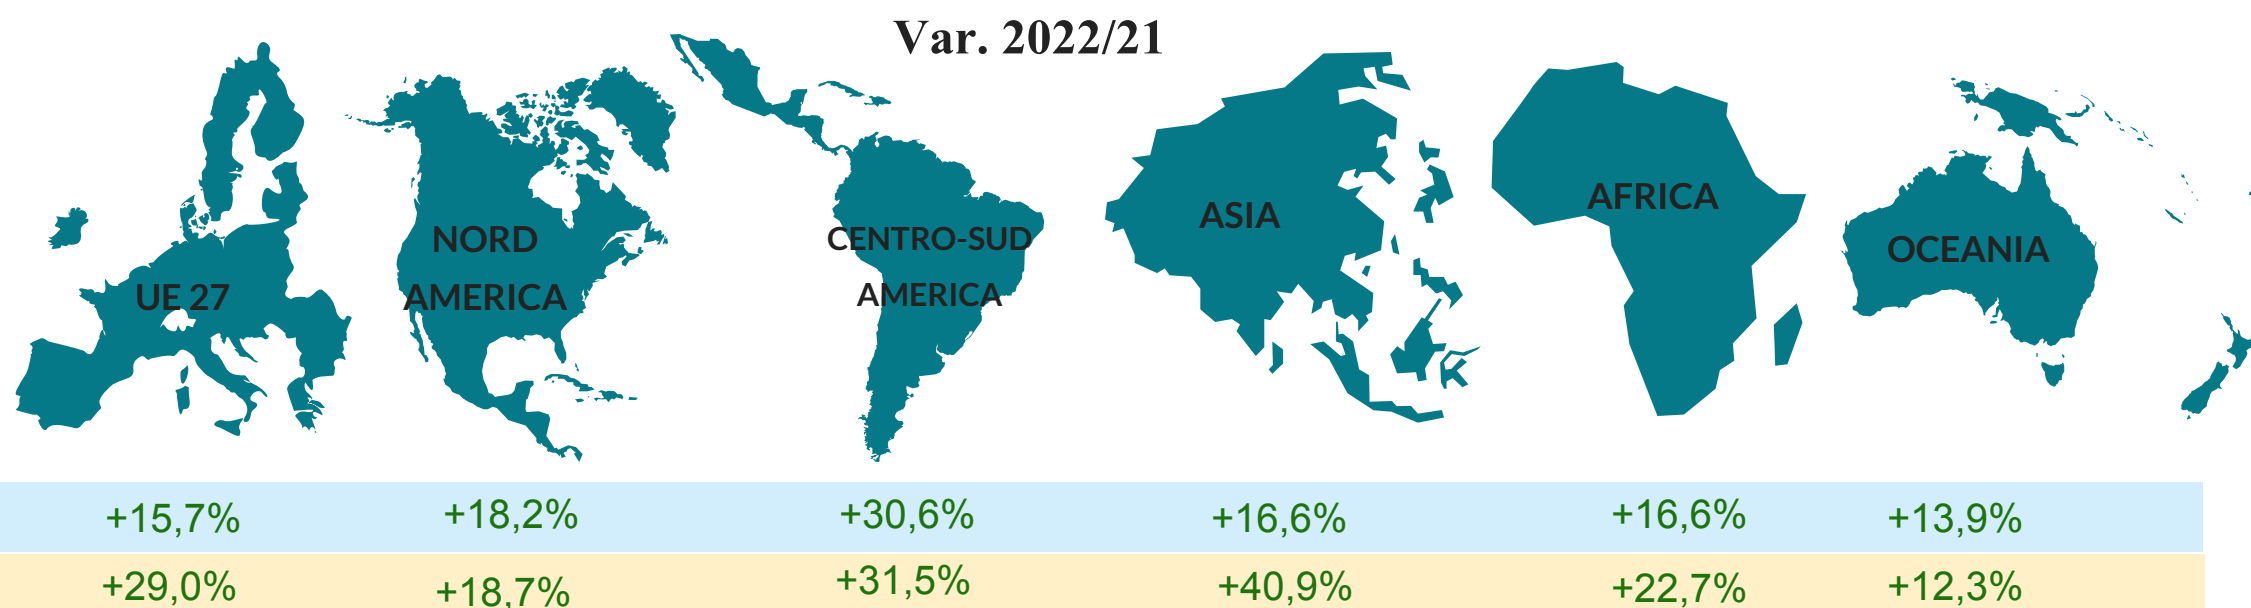 Var. 2022/21
UE 27
NORD
AMERICA
CENTRO-SUD
AMERICA
ASIA
AFRICA
OCEANIA
+15,7% +18,2% +30,6% +16,6% +16,6% +13,9%
+29,0% +18,7% +31,5% +40,9% +22,7% +12,3%